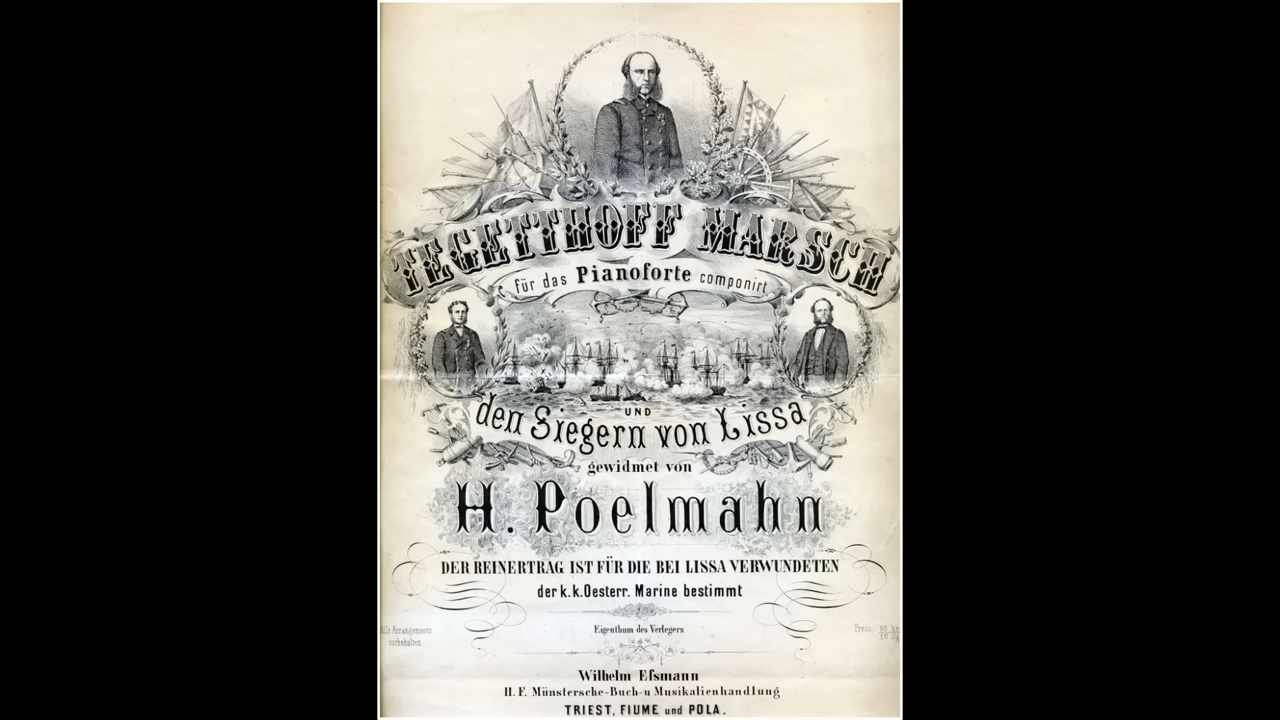 TEGETTHOFF MARSCH
für das Pianoforte componirt
UND
den Siegern von Lissa
gewidmet von
H. Poelmahn
DER REINERTRAG IST FÜR DIE BEI LISSA VERWUNDETEN
der k.k. Oesterr. Marine bestimmt
Eigenthum des Verlegers
Alle Arrangements
vorbehalten
Preis
Wilhelm Eſsmann
H. F. Münstersche-Buch-u Musikalienhandlung
TRIEST, FIUME und POLA.